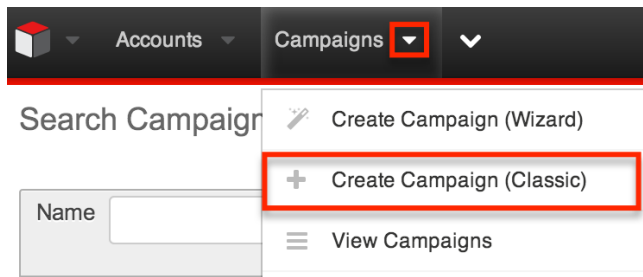 Accounts Campaigns
Search Campaign
Create Campaign (Wizard)
Create Campaign (Classic)
Name
View Campaigns